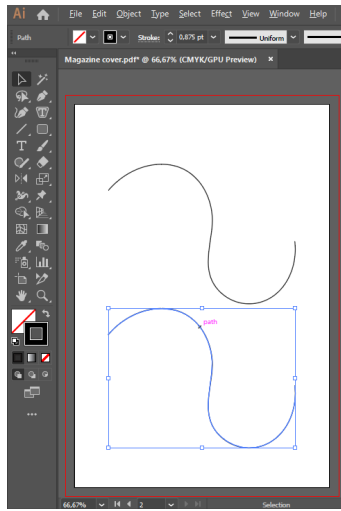 Ai File Edit Object Type Select Effect View Window Help
Path Stroke: 0,875 pt Uniform
Magazine cover.pdf* @ 66,67% (CMYK/GPU Preview) ×
path
66,67% 2 Selection